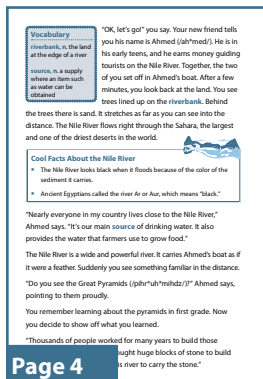 Vocabulary
riverbank, n. the land
at the edge of a river
source, n. a supply
where an item such
as water can be
obtained
"OK, let's go!" you say. Your new friend tells
you his name is Ahmed (/ah*med/). He is in
his early teens, and he earns money guiding
tourists on the Nile River. Together, the two
of you set off in Ahmed's boat. After a few
minutes, you look back at the land. You see
trees lined up on the riverbank. Behind
the trees there is sand. It stretches as far as you can see into the
distance. The Nile River flows right through the Sahara, the largest
and one of the driest deserts in the world.
Cool Facts About the Nile River
• The Nile River looks black when it floods because of the color of the
sediment it carries.
• Ancient Egyptians called the river Ar or Aur, which means "black."
"Nearly everyone in my country lives close to the Nile River,"
Ahmed says. "It's our main source of drinking water. It also
provides the water that farmers use to grow food."
The Nile River is a wide and powerful river. It carries Ahmed's boat as if
it were a feather. Suddenly you see something familiar in the distance.
"Do you see the Great Pyramids (/pihr*uh*mihdz/)?" Ahmed says,
pointing to them proudly.
You remember learning about the pyramids in first grade. Now
you decide to show off what you learned.
"Thousands of people worked for many years to build those
ought huge blocks of stone to build
is river to carry the stone."
Page 4